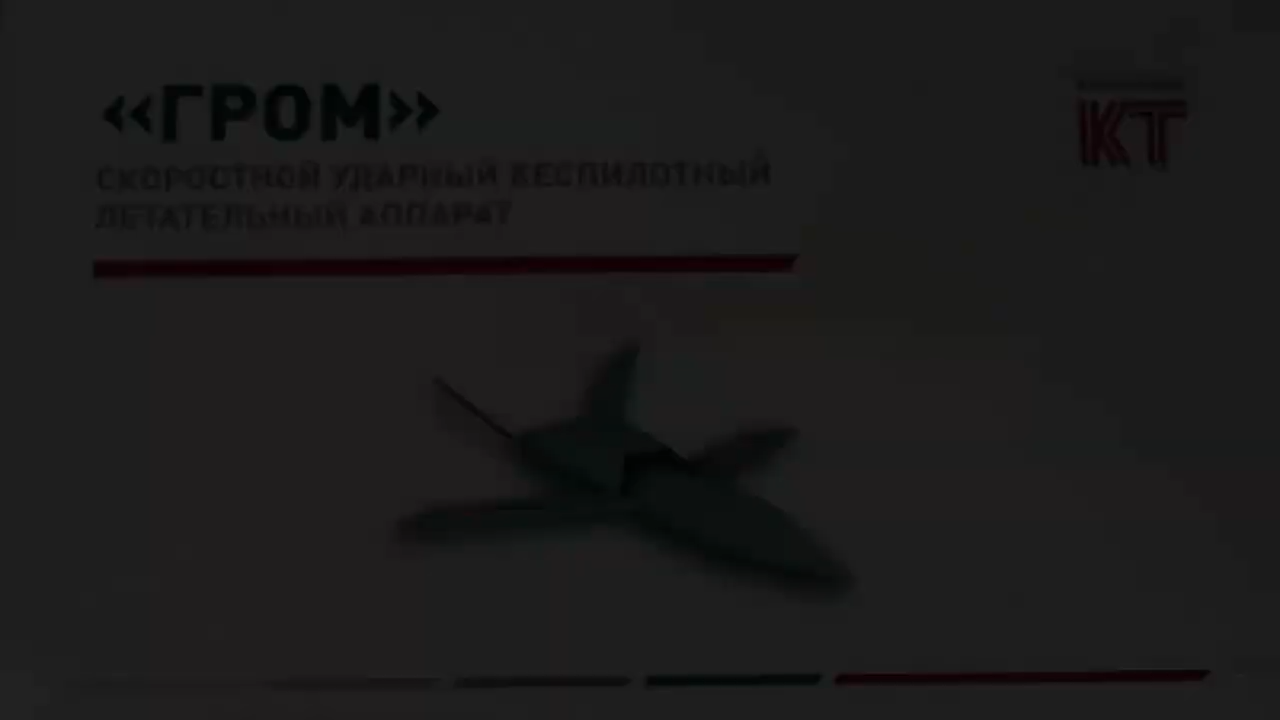 «ГРОМ»
СКОРОСТНОЙ УДАРНЫЙ БЕСПИЛОТНЫЙ
ЛЕТАТЕЛЬНЫЙ АППАРАТ
КТ